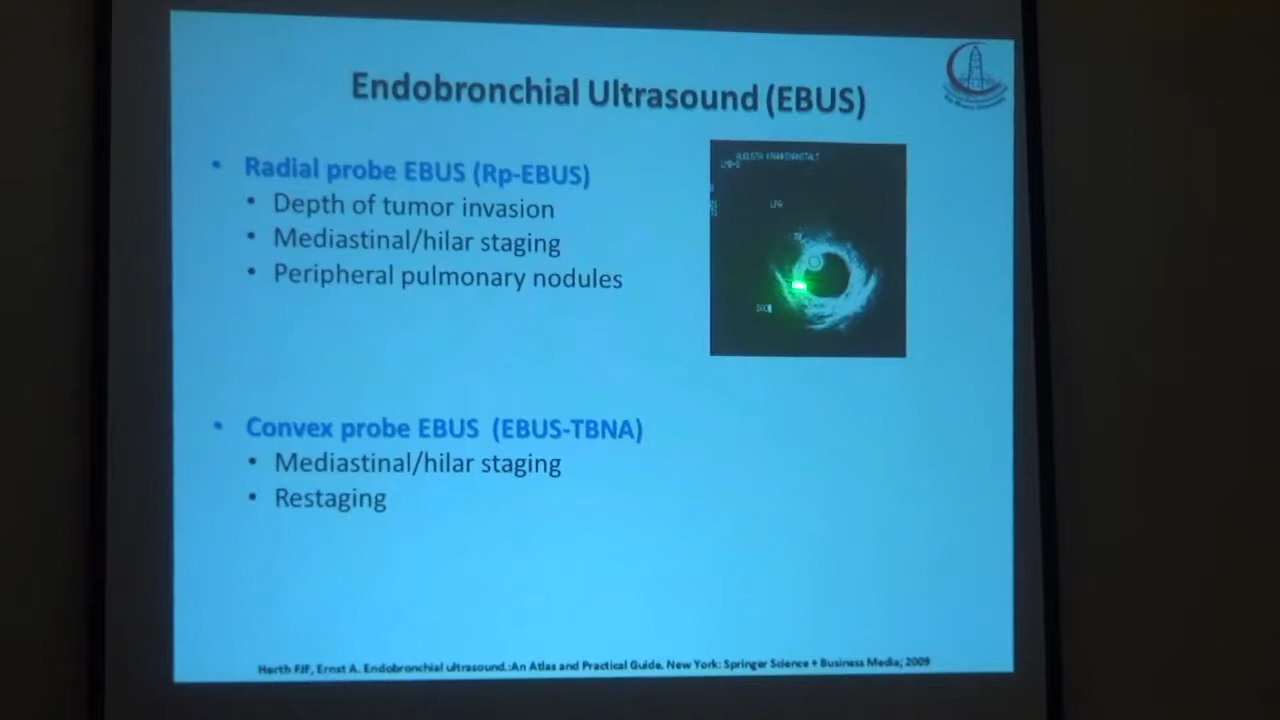 Endobronchial Ultrasound (EBUS)
• Radial probe EBUS (Rp-EBUS)
• Depth of tumor invasion
• Mediastinal/hilar staging
• Peripheral pulmonary nodules
AUGUSTA KRANKENANSTALT
• Convex probe EBUS (EBUS-TBNA)
• Mediastinal/hilar staging
• Restaging
Herth FJF, Ernst A. Endobronchial ultrasound.:An Atlas and Practical Guide. New York: Springer Science + Business Media; 2009